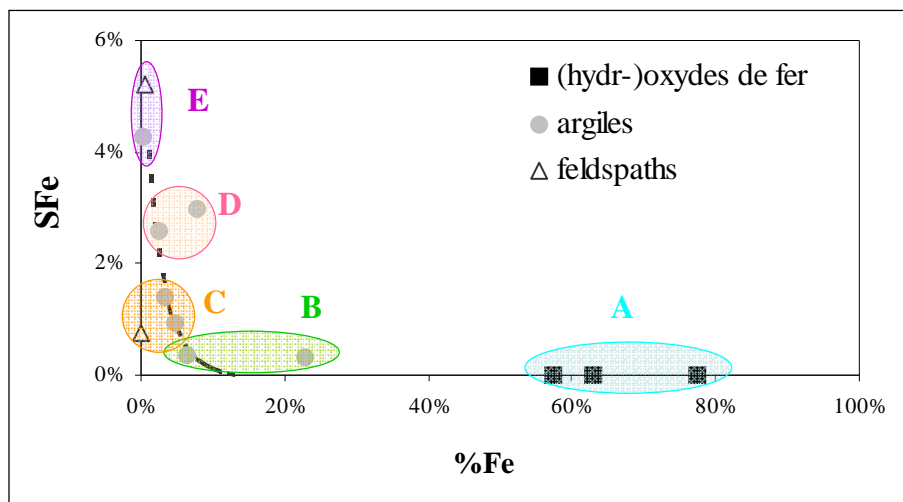 6%
4%
2%
0%
SFe
0%
20%
40%
60%
80%
100%
%Fe
(hydr-)oxydes de fer
argiles
feldspaths
E
D
C
B
A